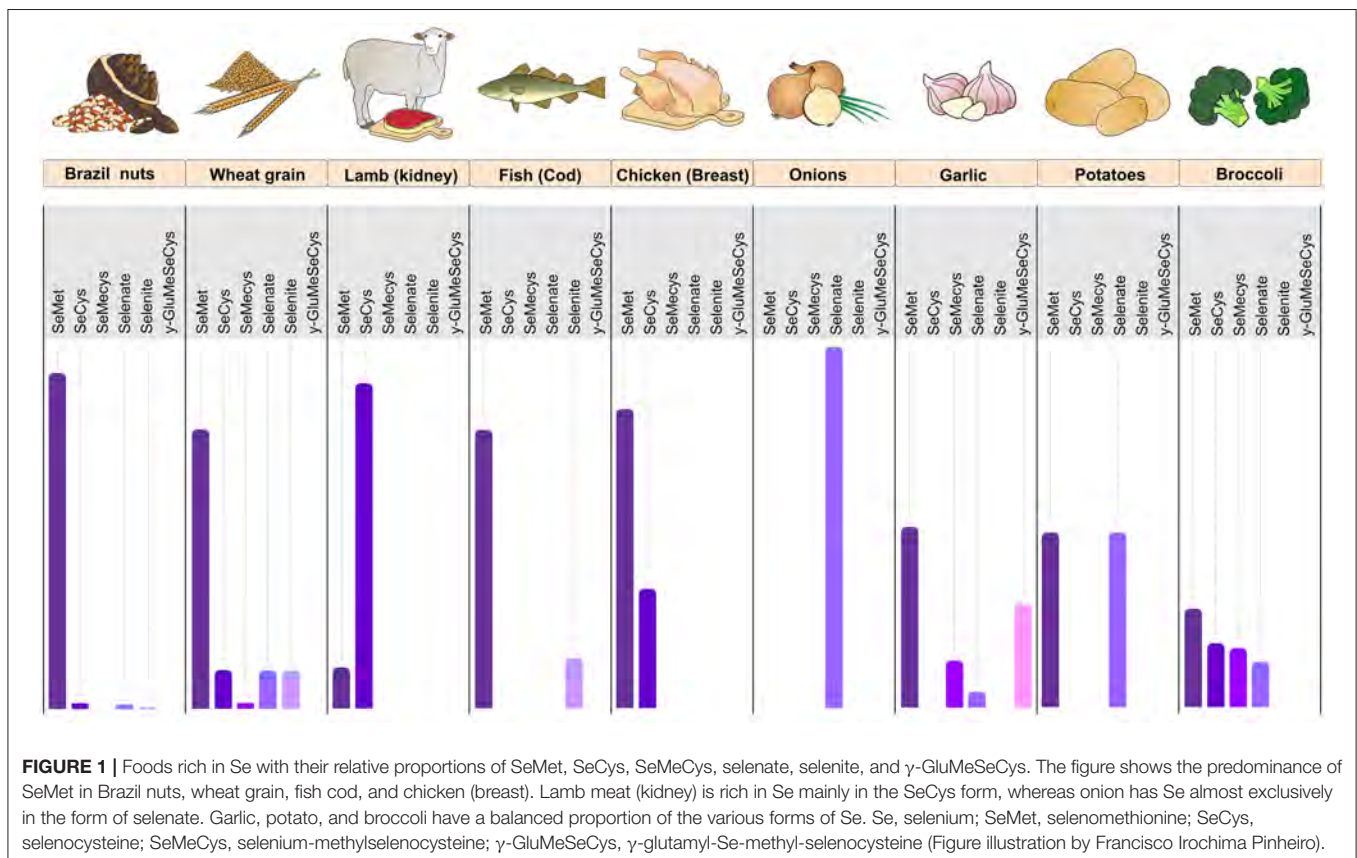 Brazil nuts
Wheat grain
Lamb (kidney)
Fish (Cod)
Chicken (Breast)
Onions
Garlic
Potatoes
Broccoli
SeMet
SeCys
SeMecys
Selenate
Selenite
y-GluMeSeCys
SeMet
SeCys
SeMecys
Selenate
Selenite
y-GluMeSeCys
SeMet
SeCys
SeMecys
Selenate
Selenite
y-GluMeSeCys
SeMet
SeCys
SeMecys
Selenate
Selenite
y-GluMeSeCys
SeMet
SeCys
SeMecys
Selenate
Selenite
y-GluMeSeCys
SeMet
SeCys
SeMecys
Selenate
Selenite
y-GluMeSeCys
SeMet
SeCys
SeMecys
Selenate
Selenite
y-GluMeSeCys
SeMet
SeCys
SeMecys
Selenate
Selenite
y-GluMeSeCys
SeMet
SeCys
SeMecys
Selenate
Selenite
y-GluMeSeCys
FIGURE 1 | Foods rich in Se with their relative proportions of SeMet, SeCys, SeMeCys, selenate, selenite, and γ-GluMeSeCys. The figure shows the predominance of
SeMet in Brazil nuts, wheat grain, fish cod, and chicken (breast). Lamb meat (kidney) is rich in Se mainly in the SeCys form, whereas onion has Se almost exclusively
in the form of selenate. Garlic, potato, and broccoli have a balanced proportion of the various forms of Se. Se, selenium; SeMet, selenomethionine; SeCys,
selenocysteine; SeMeCys, selenium-methylselenocysteine; γ-GluMeSeCys, γ-glutamyl-Se-methyl-selenocysteine (Figure illustration by Francisco Irochima Pinheiro).